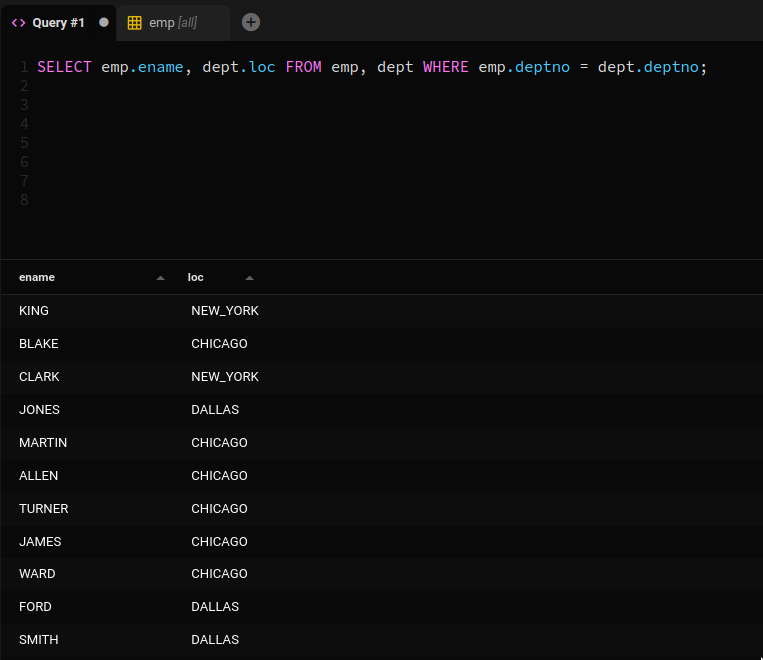 Query #1 emp [all]
1 SELECT emp.ename, dept.loc FROM emp, dept WHERE emp.deptno = dept.deptno;
2
3
4
5
6
7
8
ename loc
KING NEW_YORK
BLAKE CHICAGO
CLARK NEW_YORK
JONES DALLAS
MARTIN CHICAGO
ALLEN CHICAGO
TURNER CHICAGO
JAMES CHICAGO
WARD CHICAGO
FORD DALLAS
SMITH DALLAS